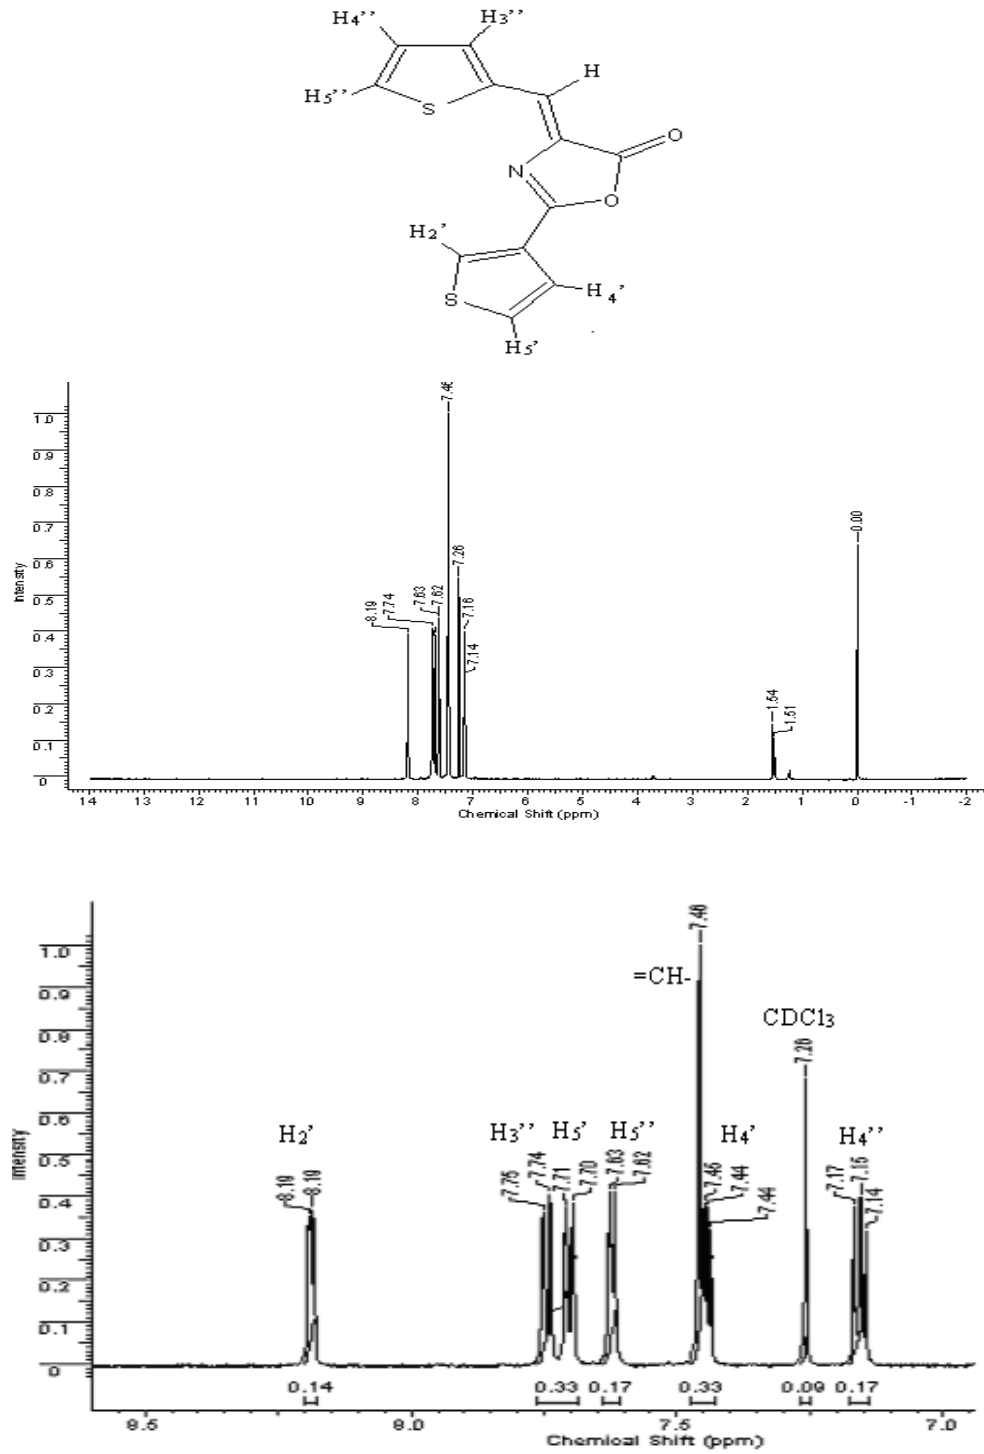 H4'' H3''
H
H5'' S
O
N
O
H2'
S H4'
H5'
7.46
1.0
0.9
0.8
0.7 0.00
0.6 7.26
0.5 7.63 7.62
8.19 7.74 7.16
0.4 7.14
0.3
0.2 1.54 1.51
0.1
0
Intensity
14 13 12 11 10 9 8 7 6 5 4 3 2 1 0 -1 -2
Chemical Shift (ppm)
7.46
1.0 =CH-
0.9 CDCl3
0.8 7.26
0.7
0.6 H2' H3'' H5' H5'' H4' H4''
0.5 7.75 7.74 7.71 7.70 7.63 7.62 7.45 7.44 7.44 7.17 7.15 7.14
0.4 8.19 8.19
0.3
0.2
0.1
0
Intensity
0.14 0.33 0.17 0.33 0.09 0.17
8.5 8.0 7.5 7.0
Chemical Shift (ppm)